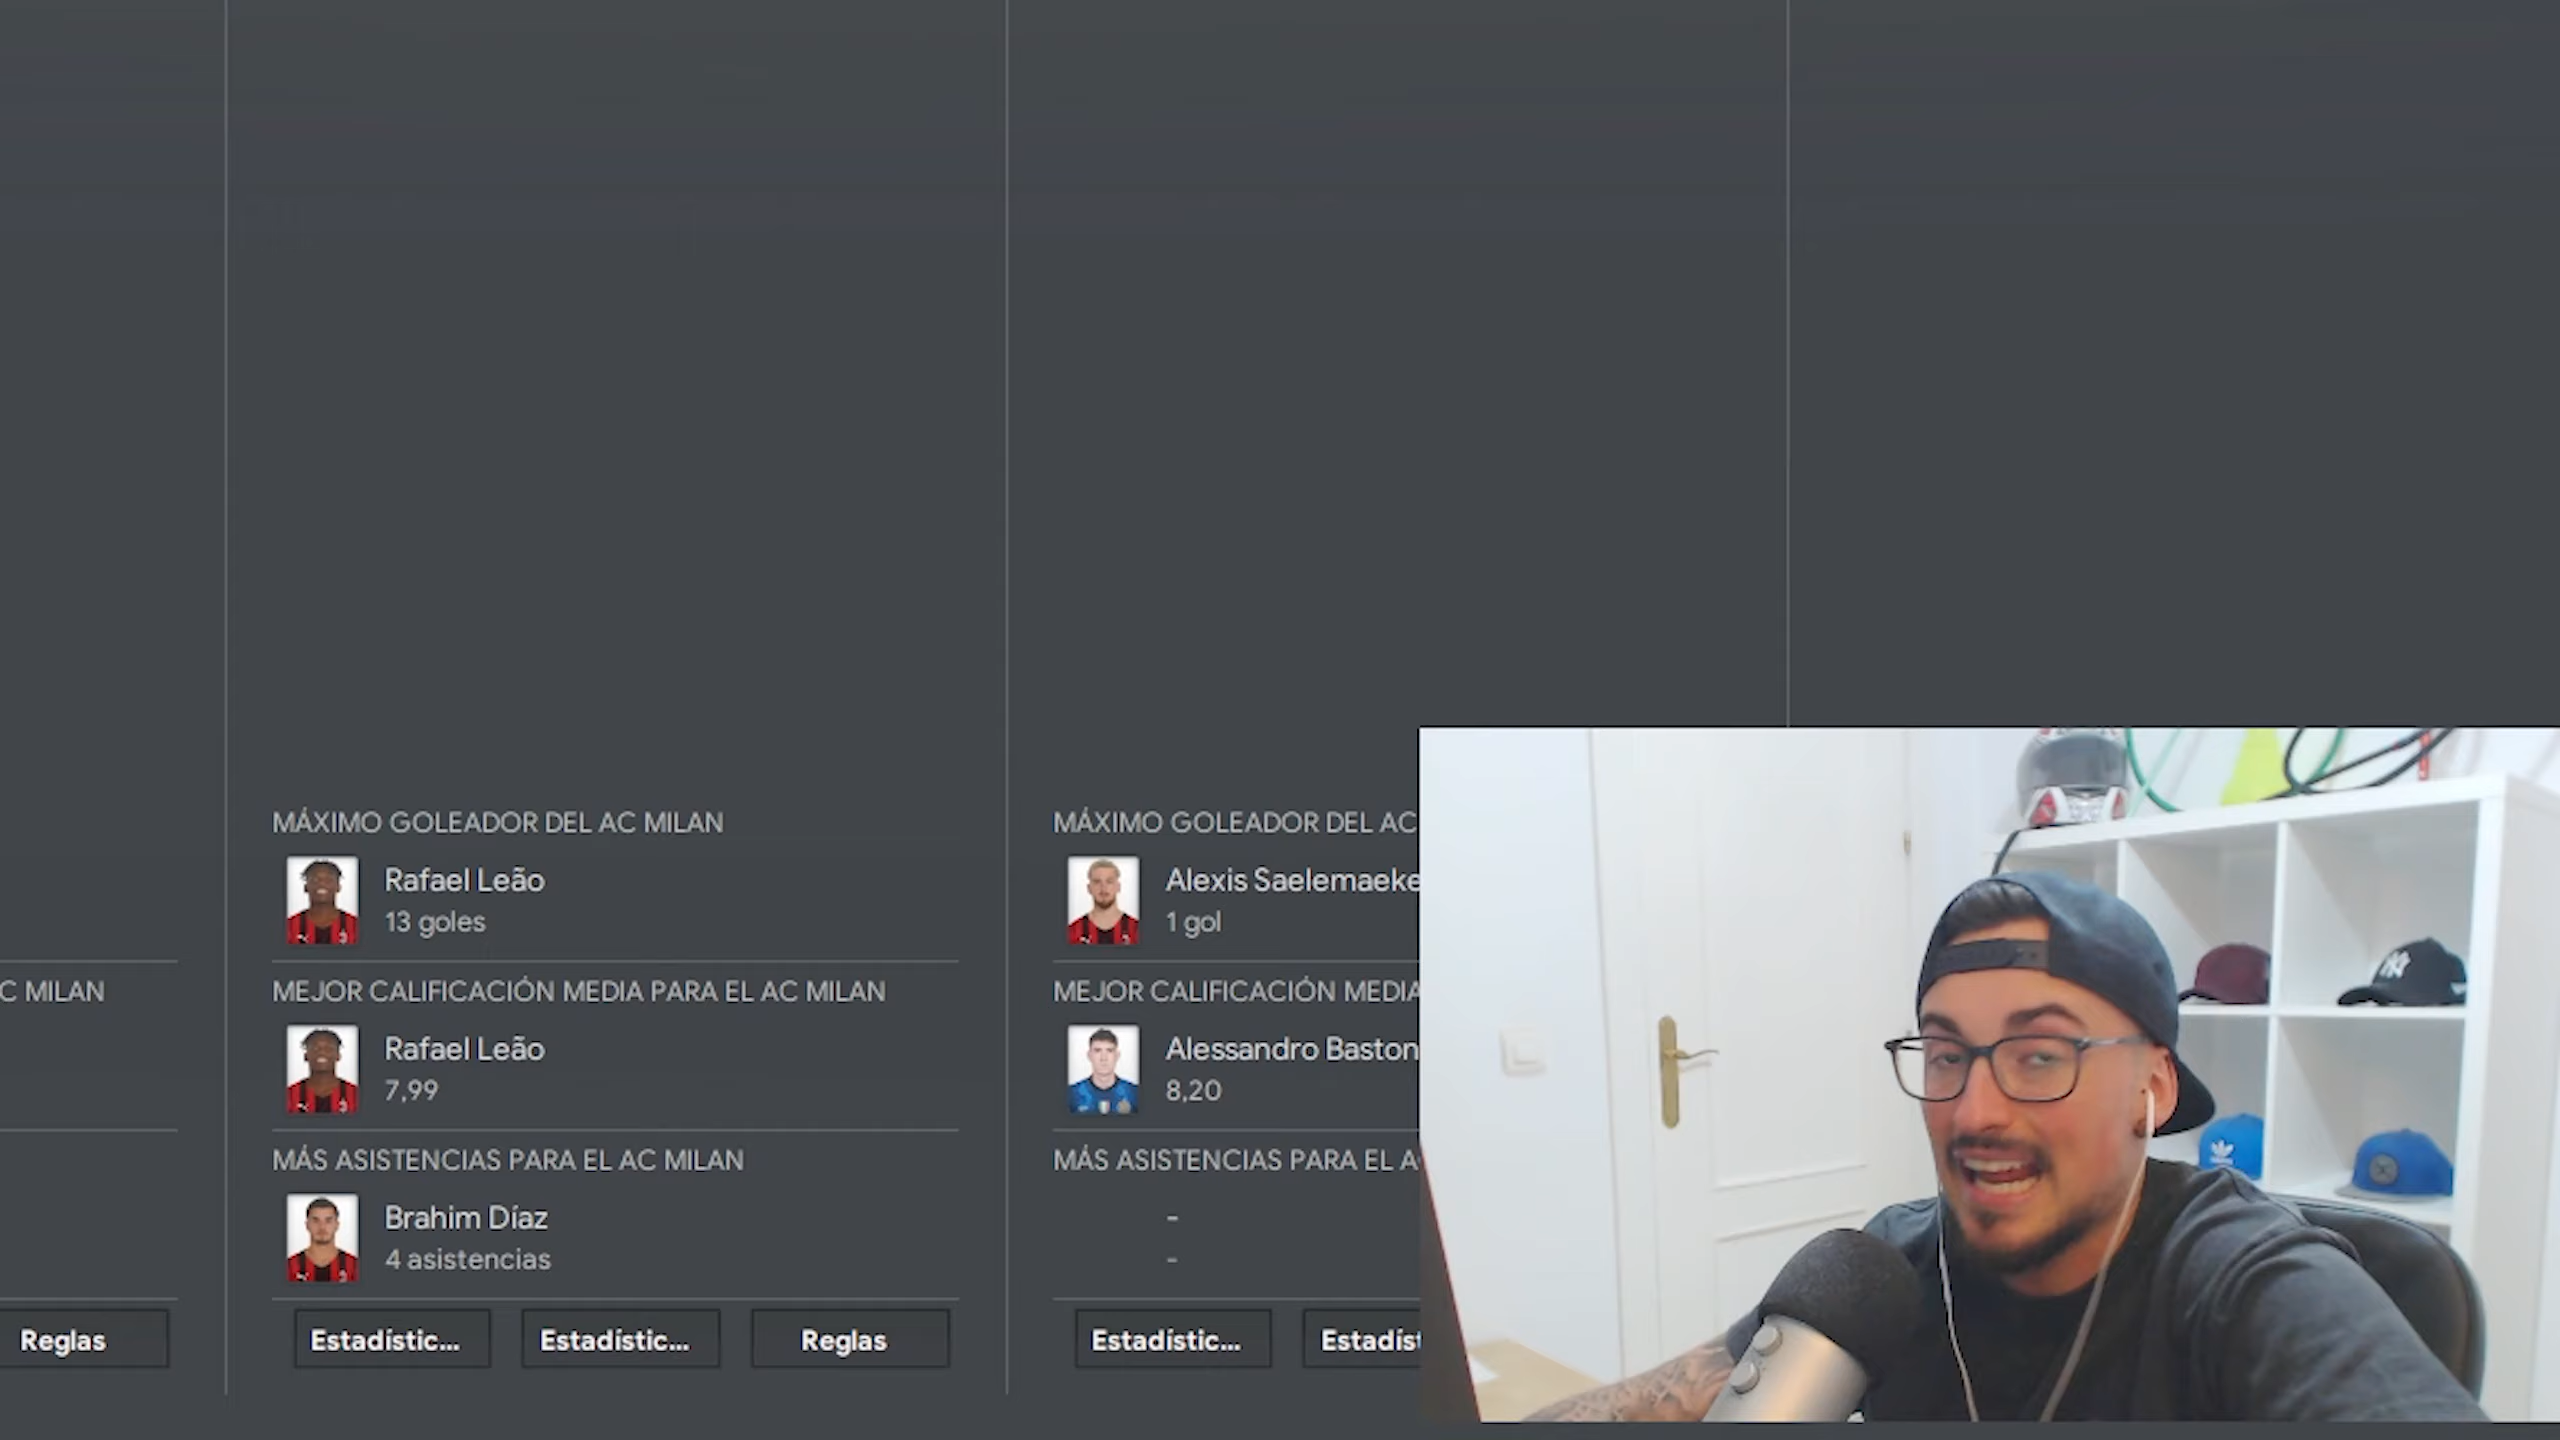 MÁXIMO GOLEADOR DEL AC MILAN
Rafael Leão
13 goles
C MILAN
MEJOR CALIFICACIÓN MEDIA PARA EL AC MILAN
Rafael Leão
7,99
MÁS ASISTENCIAS PARA EL AC MILAN
Brahim Díaz
4 asistencias
Reglas
Estadístic...
Estadístic...
Reglas
MÁXIMO GOLEADOR DEL AC
Alexis Saelemaeke
1 gol
MEJOR CALIFICACIÓN MEDIA
Alessandro Baston
8,20
MÁS ASISTENCIAS PARA EL A
-
-
Estadístic...
Estadíst
NY